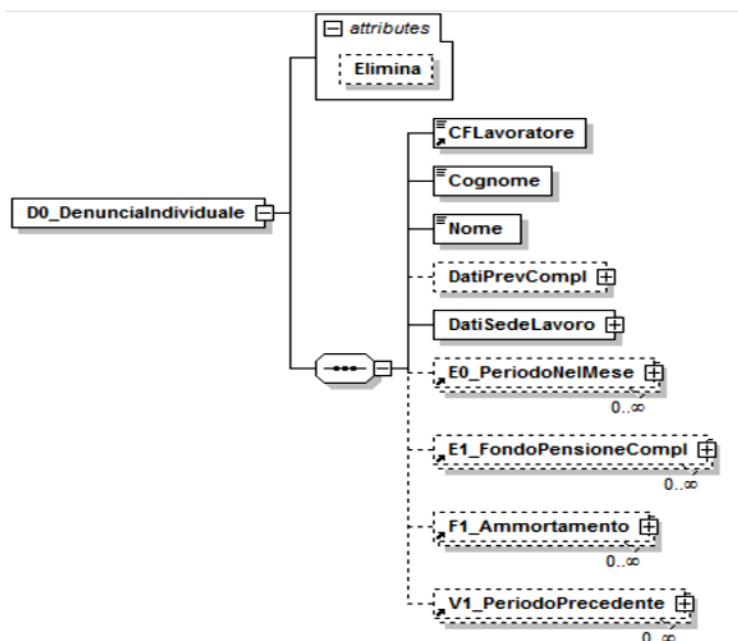 attributes
Elimina
CFLavoratore
Cognome
D0_DenunciaIndividuale
Nome
DatiPrevCompl
DatiSedeLavoro
E0_PeriodoNelMese
0..∞
E1_FondoPensioneCompl
0..∞
F1_Ammortamento
0..∞
V1_PeriodoPrecedente
0..∞